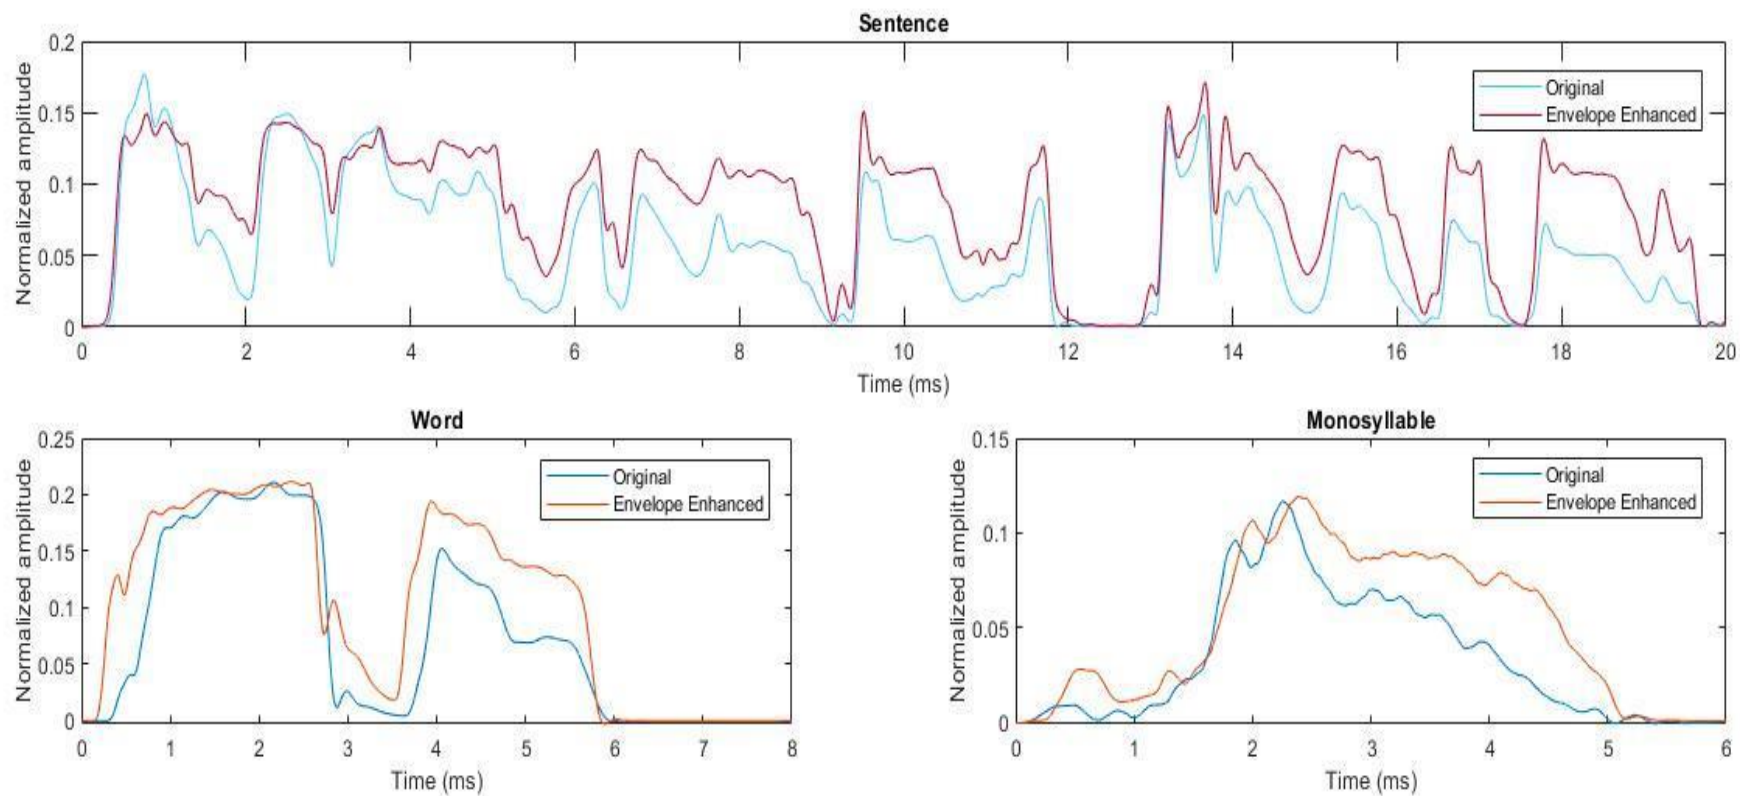 Sentence
Normalized amplitude
0.2
0.15
0.1
0.05
0
Original
Envelope Enhanced
0 2 4 6 8 10 12 14 16 18 20
Time (ms)
Word
Normalized amplitude
0.25
0.2
0.15
0.1
0.05
0
Original
Envelope Enhanced
0 1 2 3 4 5 6 7 8
Time (ms)
Monosyllable
Normalized amplitude
0.15
0.1
0.05
0
Original
Envelope Enhanced
0 1 2 3 4 5 6
Time (ms)